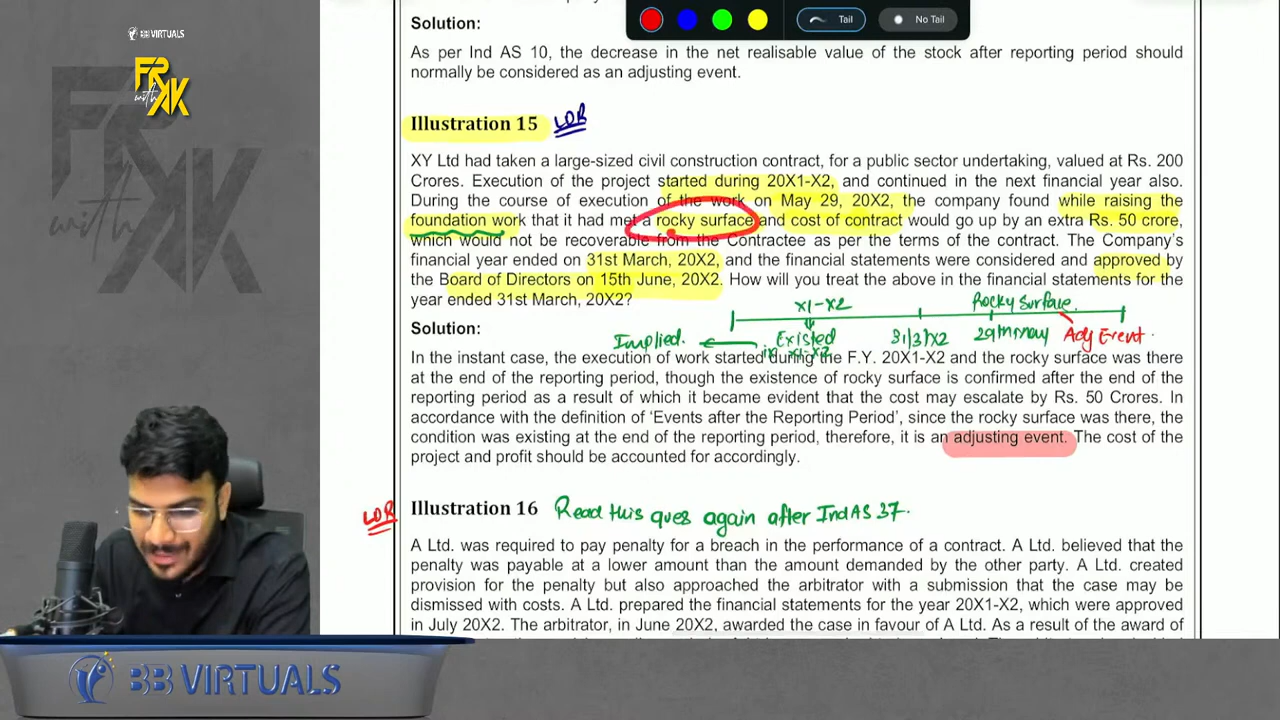 Tail
No Tail
Solution:
As per Ind AS 10, the decrease in the net realisable value of the stock after reporting period should
normally be considered as an adjusting event.
BB VIRTUALS
FR
with
AK
Illustration 15 LDR
XY Ltd had taken a large-sized civil construction contract, for a public sector undertaking, valued at Rs. 200
Crores. Execution of the project started during 20X1-X2, and continued in the next financial year also.
During the course of execution of the work on May 29, 20X2, the company found while raising the
foundation work that it had met a rocky surface and cost of contract would go up by an extra Rs. 50 crore,
which would not be recoverable from the Contractee as per the terms of the contract. The Company's
financial year ended on 31st March, 20X2, and the financial statements were considered and approved by
the Board of Directors on 15th June, 20X2. How will you treat the above in the financial statements for the
year ended 31st March, 20X2?
x1-x2 Rocky Surface.
Solution:
Implied. Existed 31/3/X2 29th May Adj Event.
in x1-x2
In the instant case, the execution of work started during the F.Y. 20X1-X2 and the rocky surface was there
at the end of the reporting period, though the existence of rocky surface is confirmed after the end of the
reporting period as a result of which it became evident that the cost may escalate by Rs. 50 Crores. In
accordance with the definition of 'Events after the Reporting Period', since the rocky surface was there, the
condition was existing at the end of the reporting period, therefore, it is an adjusting event. The cost of the
project and profit should be accounted for accordingly.
LDR Illustration 16 Read this ques again after Ind AS 37.
A Ltd. was required to pay penalty for a breach in the performance of a contract. A Ltd. believed that the
penalty was payable at a lower amount than the amount demanded by the other party. A Ltd. created
provision for the penalty but also approached the arbitrator with a submission that the case may be
dismissed with costs. A Ltd. prepared the financial statements for the year 20X1-X2, which were approved
in July 20X2. The arbitrator, in June 20X2, awarded the case in favour of A Ltd. As a result of the award of
BB VIRTUALS